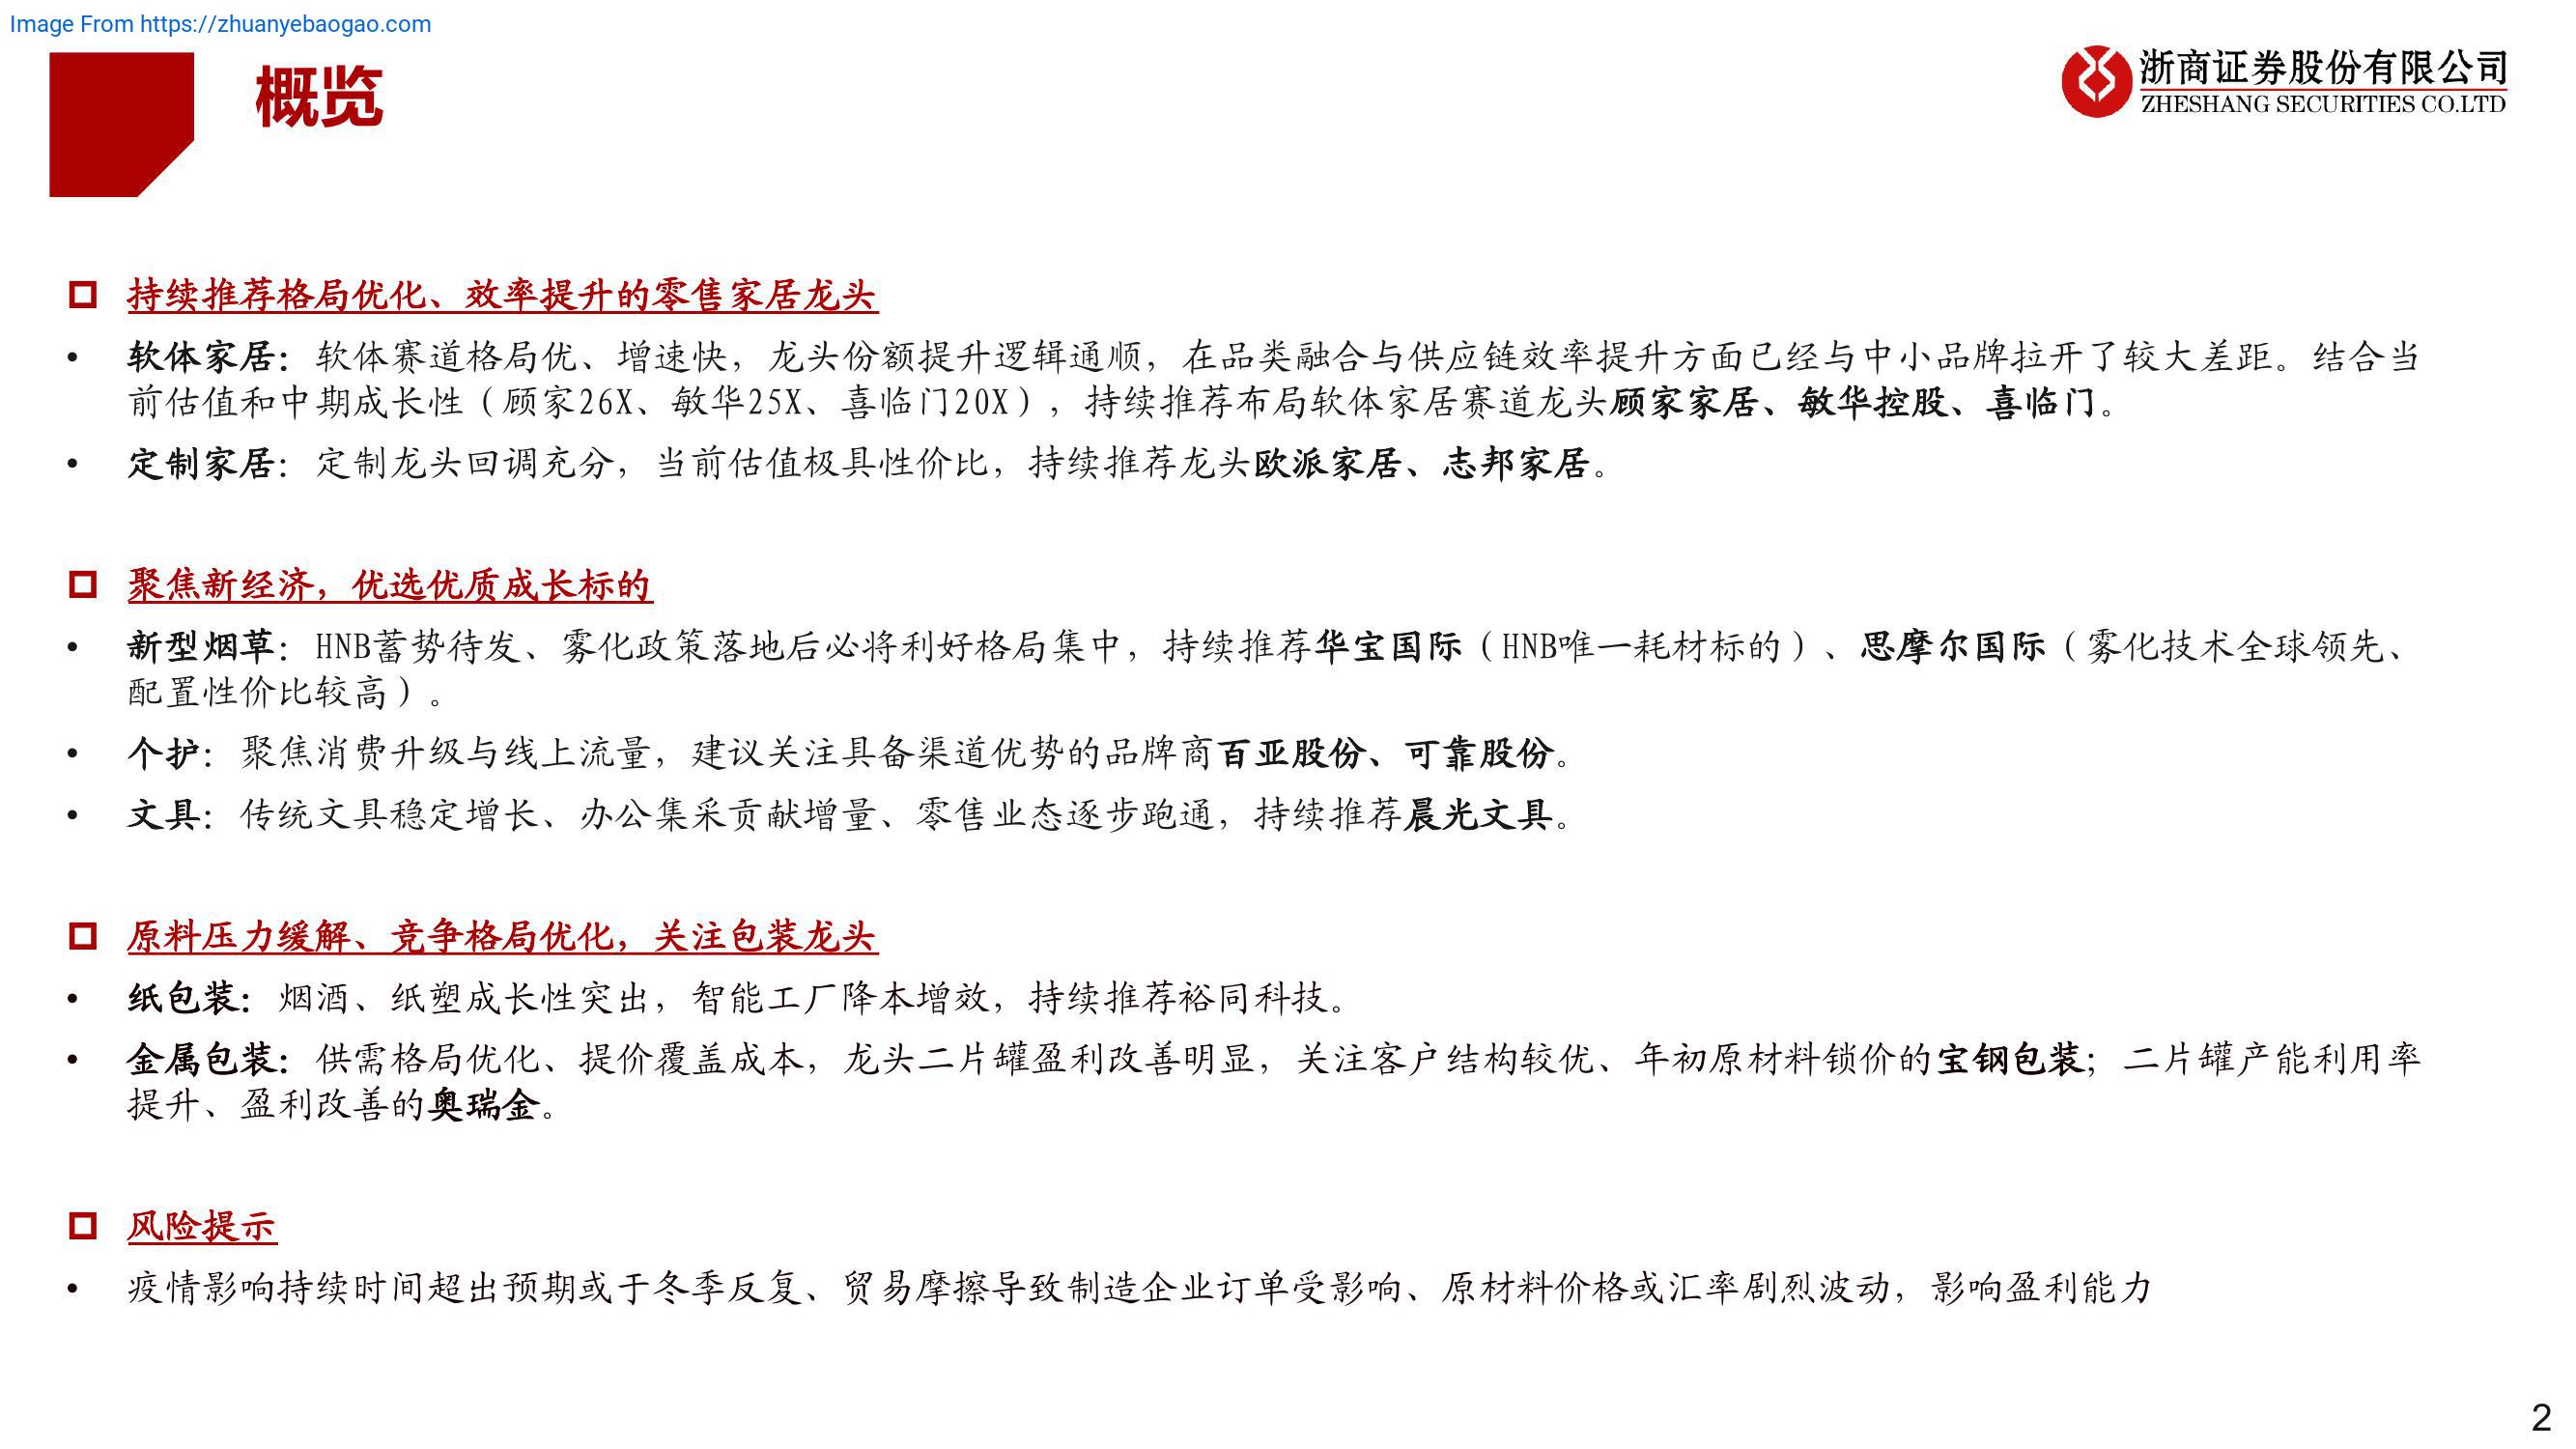 Image From https://zhuanyebaogao.com
概览
浙商证券股份有限公司
ZHESHANG SECURITIES CO.LTD
持续推荐格局优化、效率提升的零售家居龙头
• 软体家居：软体赛道格局优、增速快，龙头份额提升逻辑通顺，在品类融合与供应链效率提升方面已经与中小品牌拉开了较大差距。结合当
前估值和中期成长性（顾家26X、敏华25X、喜临门20X），持续推荐布局软体家居赛道龙头顾家家居、敏华控股、喜临门。
• 定制家居：定制龙头回调充分，当前估值极具性价比，持续推荐龙头欧派家居、志邦家居。
聚焦新经济，优选优质成长标的
• 新型烟草：HNB蓄势待发、雾化政策落地后必将利好格局集中，持续推荐华宝国际（HNB唯一耗材标的）、思摩尔国际（雾化技术全球领先、
配置性价比较高）。
• 个护：聚焦消费升级与线上流量，建议关注具备渠道优势的品牌商百亚股份、可靠股份。
• 文具：传统文具稳定增长、办公集采贡献增量、零售业态逐步跑通，持续推荐晨光文具。
原料压力缓解、竞争格局优化，关注包装龙头
• 纸包装：烟酒、纸塑成长性突出，智能工厂降本增效，持续推荐裕同科技。
• 金属包装：供需格局优化、提价覆盖成本，龙头二片罐盈利改善明显，关注客户结构较优、年初原材料锁价的宝钢包装；二片罐产能利用率
提升、盈利改善的奥瑞金。
风险提示
• 疫情影响持续时间超出预期或于冬季反复、贸易摩擦导致制造企业订单受影响、原材料价格或汇率剧烈波动，影响盈利能力
2